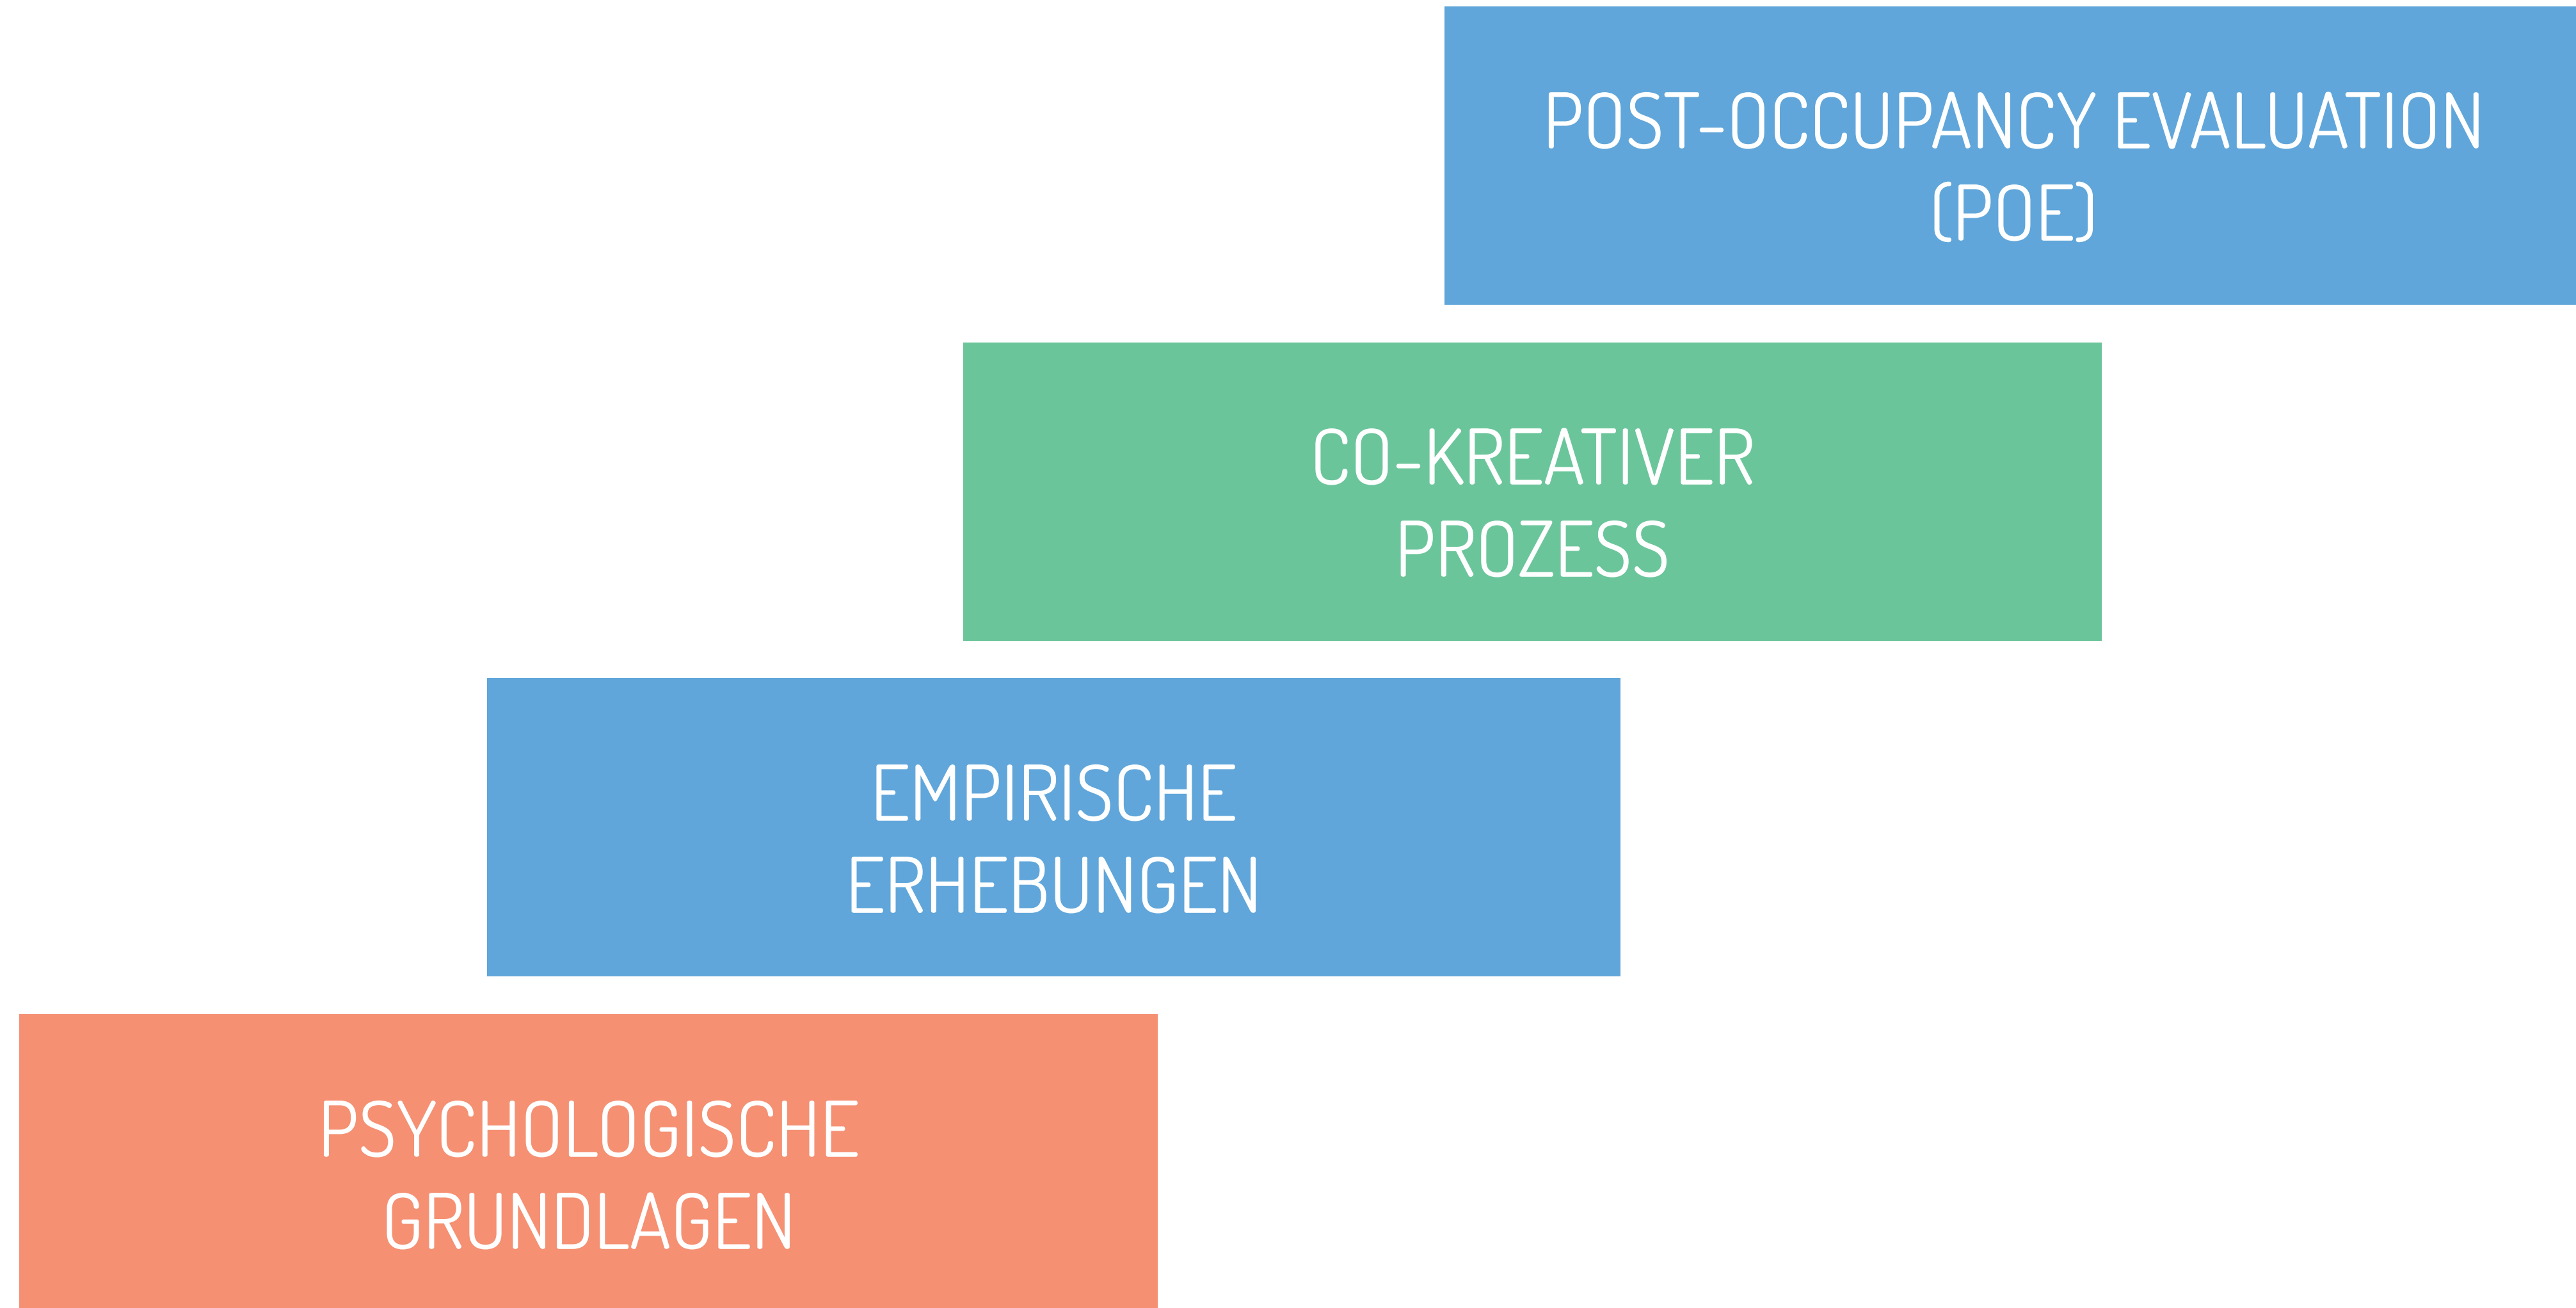 POST-OCCUPANCY EVALUATION
(POE)
CO-KREATIVER
PROZESS
EMPIRISCHE
ERHEBUNGEN
PSYCHOLOGISCHE
GRUNDLAGEN